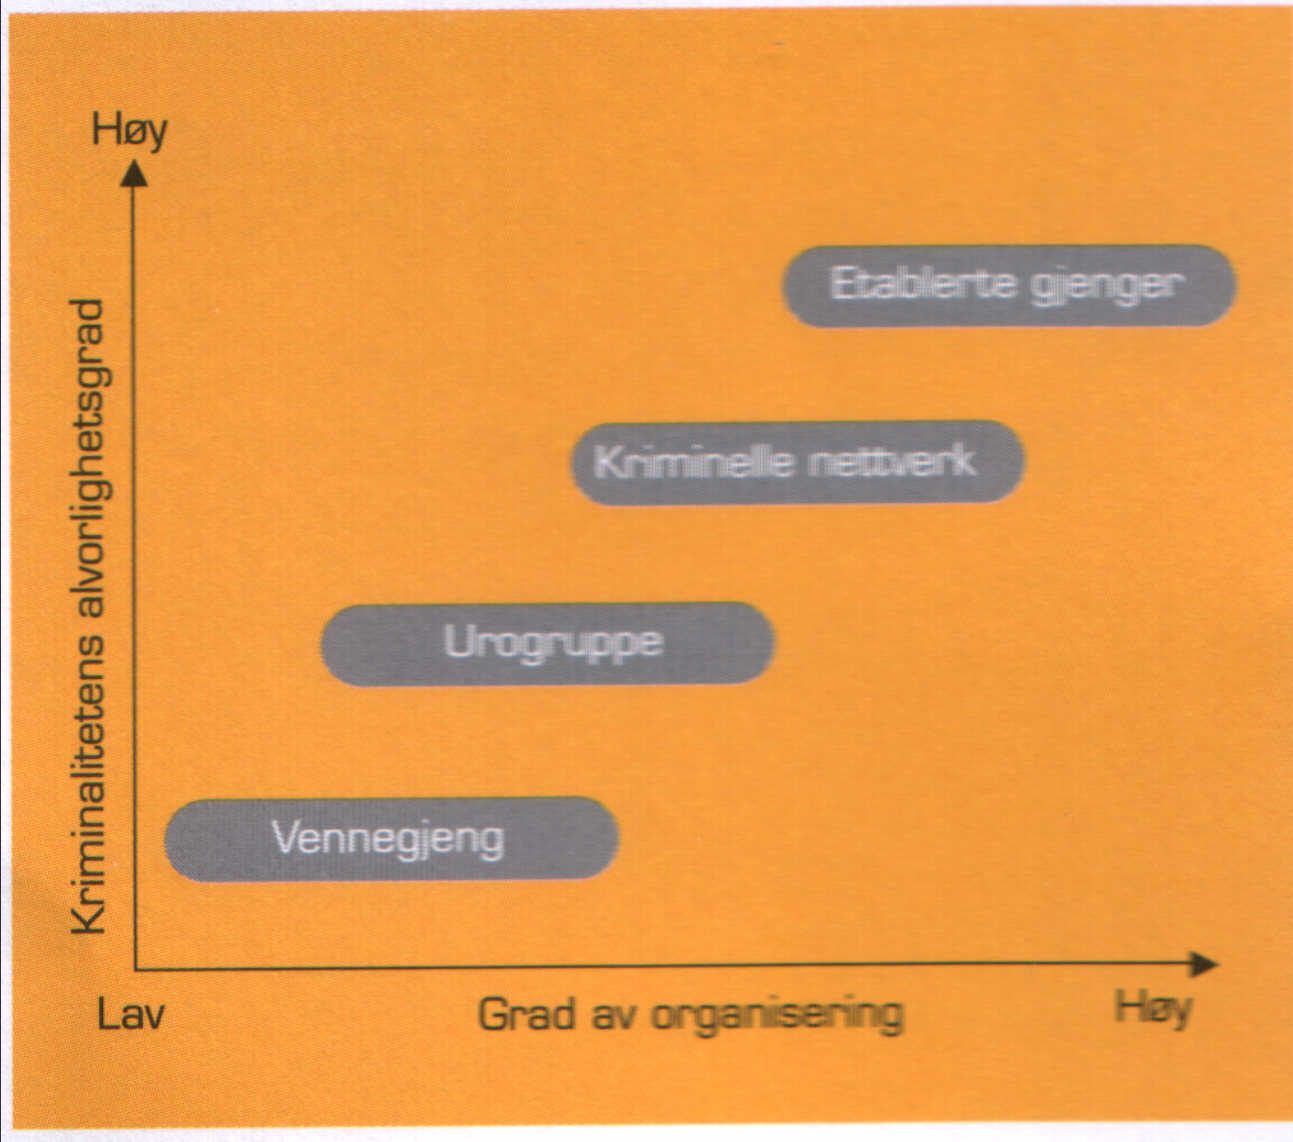 Høy
Kriminalitetens alvorlighetsgrad
Etablerte gjenger
Kriminelle nettverk
Urogruppe
Vennegjeng
Lav
Grad av organisering
Høy